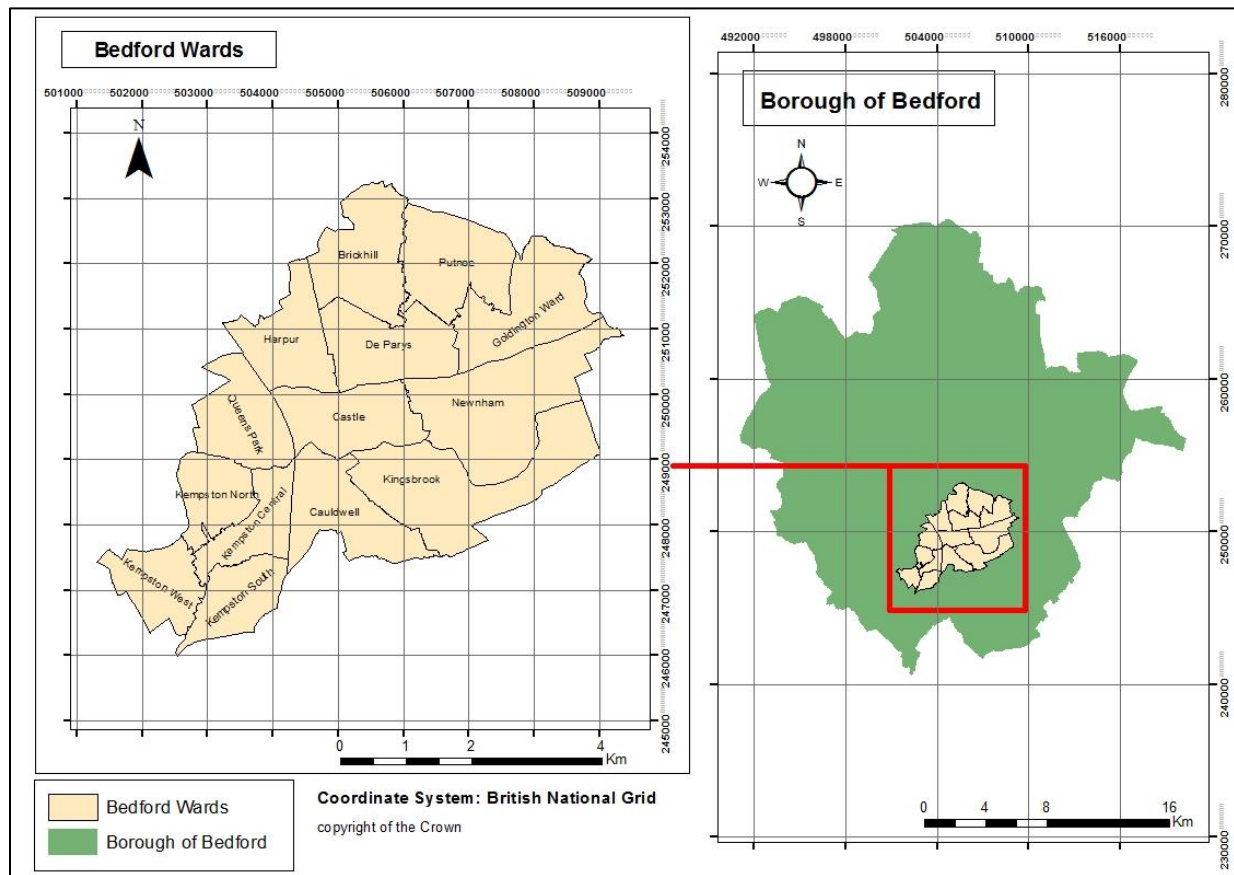 Bedford Wards
501000 502000 503000 504000 505000 506000 507000 508000 509000
N
254000
253000
252000
251000
250000
249000
248000
247000
246000
245000
Brickhill
Putnoe
Goldington Ward
Harpur
De Parys
Newnham
Castle
Queens Park
Kingsbrook
Kempston North
Kempston Central
Cauldwell
Kempston West
Kempston South
0 1 2 4
Km
Bedford Wards
Borough of Bedford
Coordinate System: British National Grid
copyright of the Crown
492000 498000 504000 510000 516000
Borough of Bedford
N
W E
S
280000
270000
260000
250000
240000
230000
0 4 8 16
Km